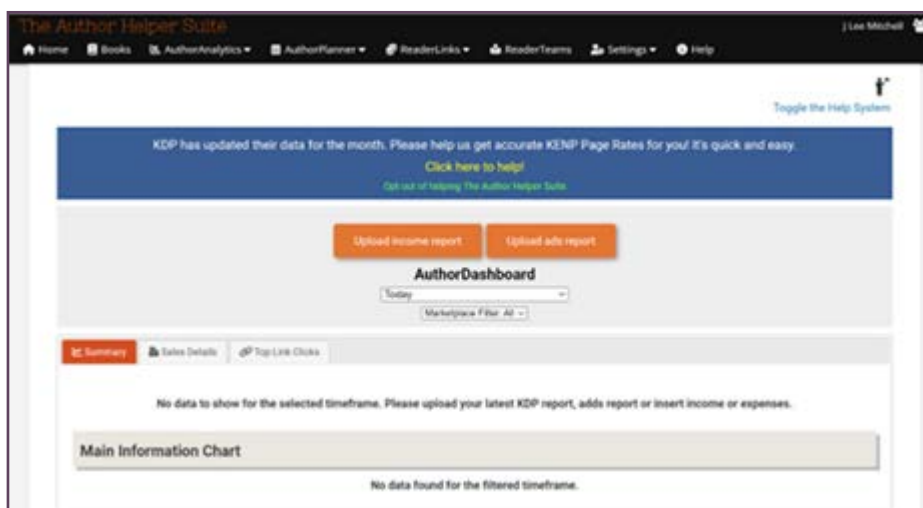 The Author Helper Suite
J Lee Mitchell
Home Books AuthorAnalytics AuthorPlanner ReaderLinks ReaderTeams Settings Help
Toggle the Help System
KDP has updated their data for the month. Please help us get accurate KENP Page Rates for you! It's quick and easy.
Click here to help!
Opt out of helping The Author Helper Suite
Upload income report Upload ads report
AuthorDashboard
Today
Marketplace Filter: All
Summary Sales Details Top Link Clicks
No data to show for the selected timeframe. Please upload your latest KDP report, adds report or insert income or expenses.
Main Information Chart
No data found for the filtered timeframe.